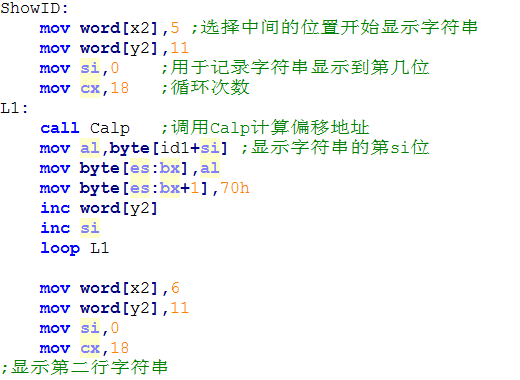 ShowID:
mov word[x2],5 ;选择中间的位置开始显示字符串
mov word[y2],11
mov si,0 ;用于记录字符串显示到第几位
mov cx,18 ;循环次数
L1:
call Calp ;调用Calp计算偏移地址
mov al,byte[id1+si] ;显示字符串的第si位
mov byte[es:bx],al
mov byte[es:bx+1],70h
inc word[y2]
inc si
loop L1
mov word[x2],6
mov word[y2],11
mov si,0
mov cx,18
;显示第二行字符串